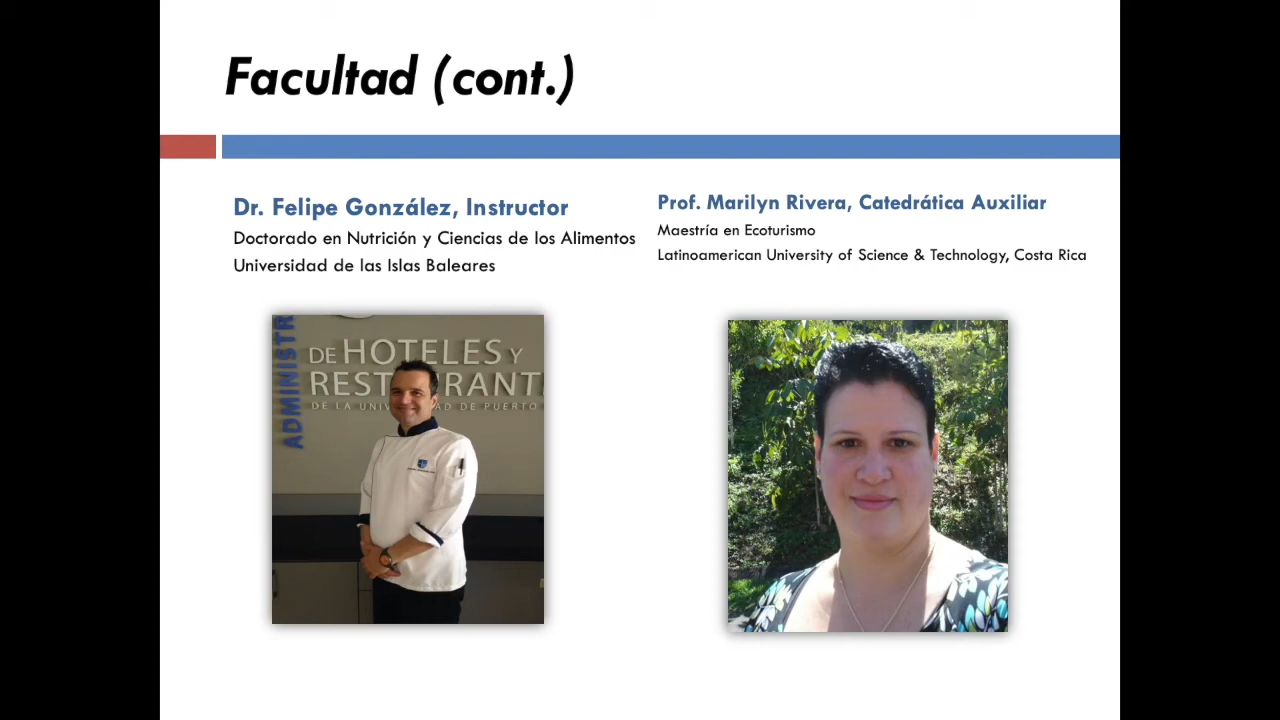 Facultad (cont.)
Dr. Felipe González, Instructor
Doctorado en Nutrición y Ciencias de los Alimentos
Universidad de las Islas Baleares
Prof. Marilyn Rivera, Catedrática Auxiliar
Maestría en Ecoturismo
Latinoamerican University of Science & Technology, Costa Rica
ADMINISTR
DE HOTELES Y
RESTAURANT
DE LA UNIV AD DE PUERTO